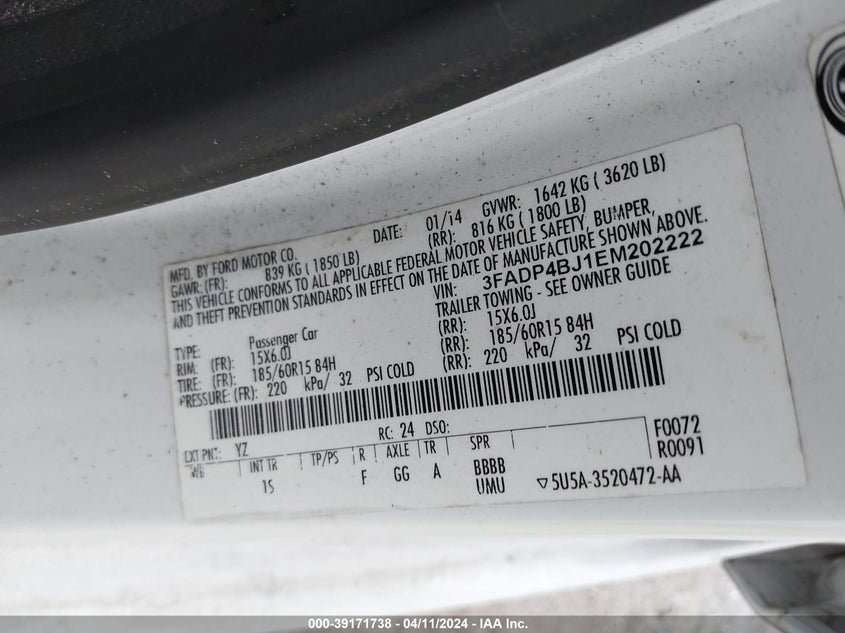 MFD. BY FORD MOTOR CO. DATE: 01/14 GVWR: 1642 KG ( 3620 LB)
GAWR: (FR): 839 KG ( 1850 LB) (RR): 816 KG ( 1800 LB)
THIS VEHICLE CONFORMS TO ALL APPLICABLE FEDERAL MOTOR VEHICLE SAFETY, BUMPER,
AND THEFT PREVENTION STANDARDS IN EFFECT ON THE DATE OF MANUFACTURE SHOWN ABOVE.
VIN: 3FADP4BJ1EM202222
TYPE: Passenger Car TRAILER TOWING - SEE OWNER GUIDE
RIM: (FR): 15X6.0J (RR): 15X6.0J
TIRE: (FR): 185/60R15 84H (RR): 185/60R15 84H
PRESSURE: (FR): 220 kPa/ 32 PSI COLD (RR): 220 kPa/ 32 PSI COLD
EXT PNT: YZ RC: 24 DSO: F0072
WB INT TR TP/PS R AXLE TR SPR R0091
IS F GG A BBBB
UMU ▽5U5A-3520472-AA
000-39171738 - 04/11/2024 - IAA Inc.